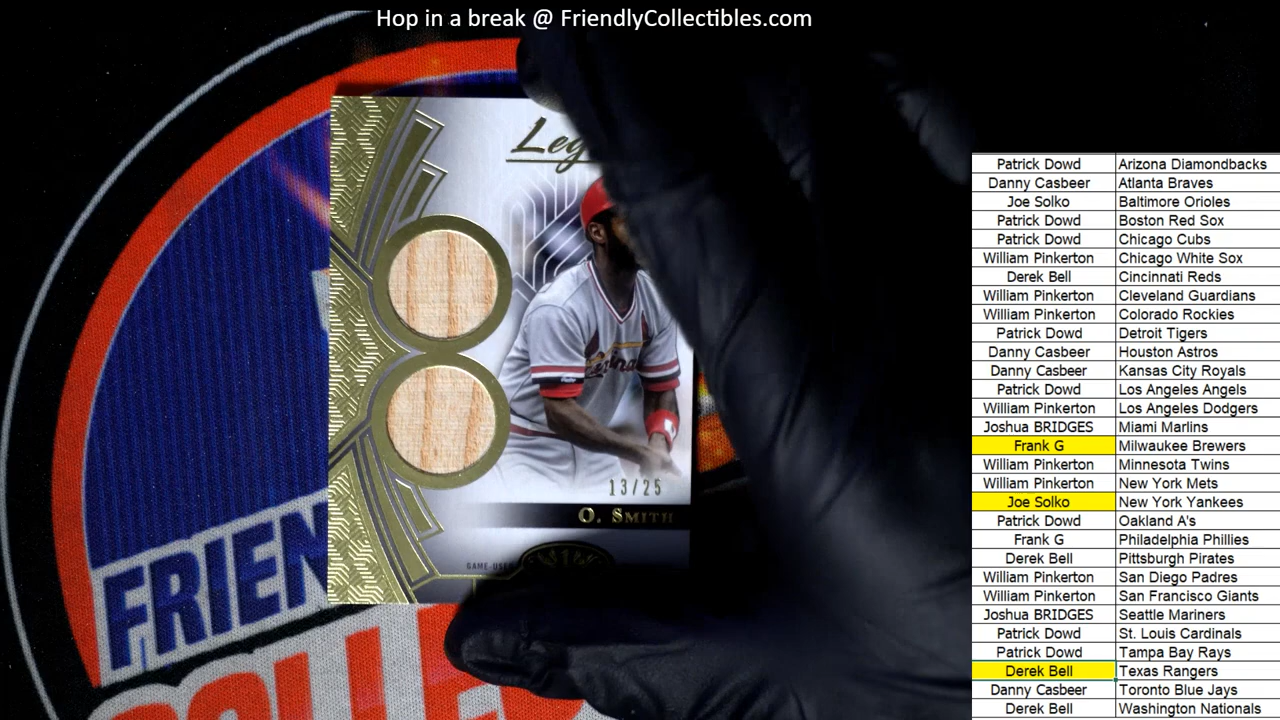 Hop in a break @ FriendlyCollectibles.com
Cardinals
13/25
O. SMITH
FRIEN
Patrick Dowd Arizona Diamondbacks
Danny Casbeer Atlanta Braves
Joe Solko Baltimore Orioles
Patrick Dowd Boston Red Sox
Patrick Dowd Chicago Cubs
William Pinkerton Chicago White Sox
Derek Bell Cincinnati Reds
William Pinkerton Cleveland Guardians
William Pinkerton Colorado Rockies
Patrick Dowd Detroit Tigers
Danny Casbeer Houston Astros
Danny Casbeer Kansas City Royals
Patrick Dowd Los Angeles Angels
William Pinkerton Los Angeles Dodgers
Joshua BRIDGES Miami Marlins
Frank G Milwaukee Brewers
William Pinkerton Minnesota Twins
William Pinkerton New York Mets
Joe Solko New York Yankees
Patrick Dowd Oakland A's
Frank G Philadelphia Phillies
Derek Bell Pittsburgh Pirates
William Pinkerton San Diego Padres
William Pinkerton San Francisco Giants
Joshua BRIDGES Seattle Mariners
Patrick Dowd St. Louis Cardinals
Patrick Dowd Tampa Bay Rays
Derek Bell Texas Rangers
Danny Casbeer Toronto Blue Jays
Derek Bell Washington Nationals